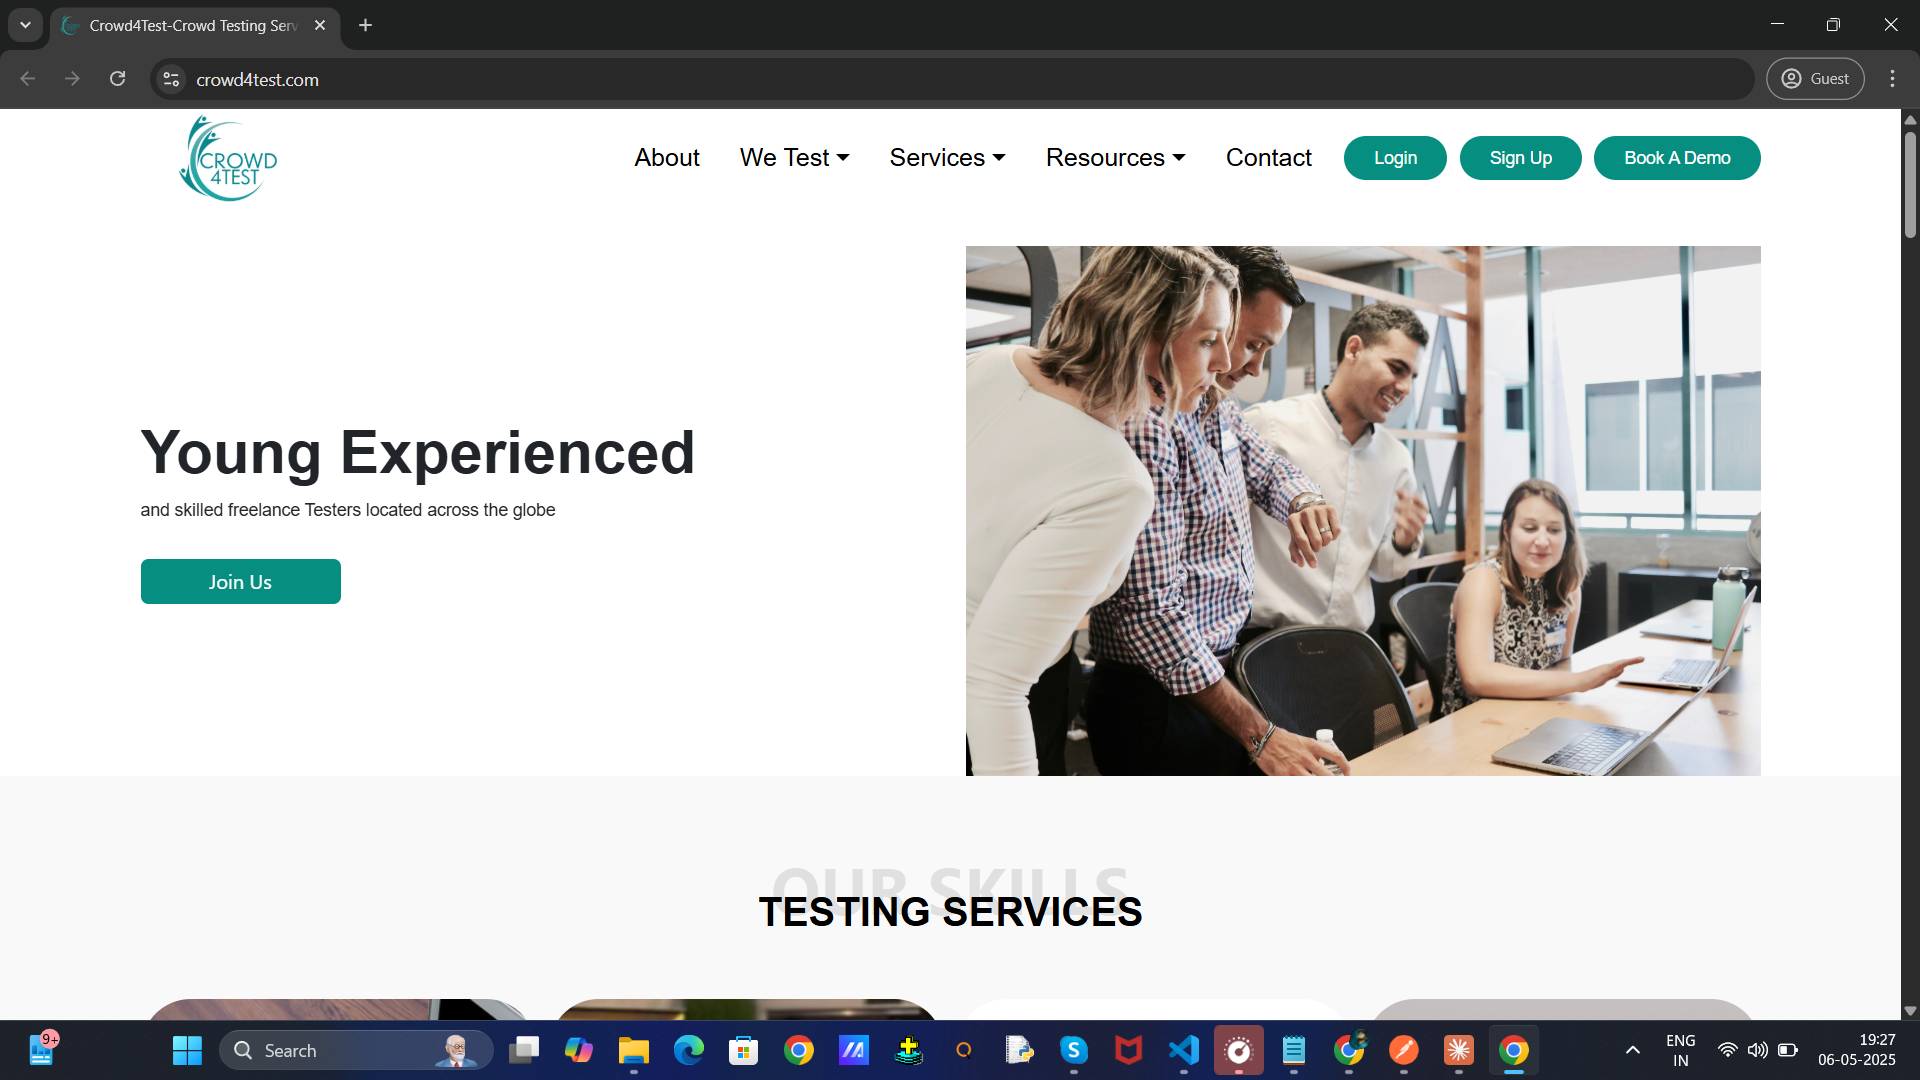 Crowd4Test-Crowd Testing Serv
crowd4test.com
Guest
CROWD
4TEST
About
We Test
Services
Resources
Contact
Login
Sign Up
Book A Demo
Young Experienced
and skilled freelance Testers located across the globe
Join Us
OUR SKILLS
TESTING SERVICES
9+
Search
ENG
IN
19:27
06-05-2025